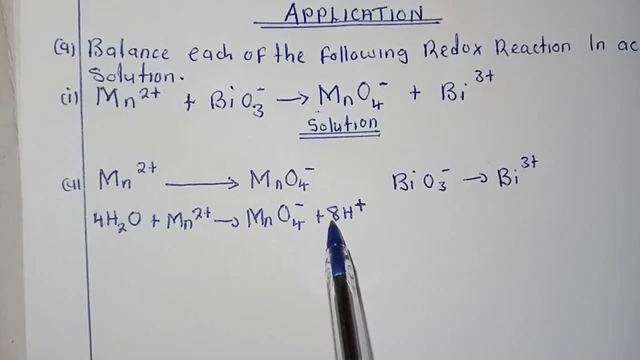 APPLICATION
(a) Balance each of the following Redox Reaction In ac
Solution.
(i) Mn²⁺ + BiO₃⁻ → MnO₄⁻ + Bi³⁺
Solution
(a) Mn²⁺ → MnO₄⁻ BiO₃⁻ → Bi³⁺
4H₂O + Mn²⁺ → MnO₄⁻ + 8H⁺